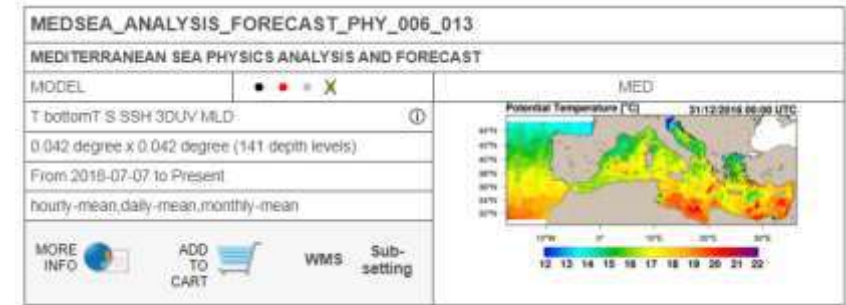 MEDSEA_ANALYSIS_FORECAST_PHY_006_013
MEDITERRANEAN SEA PHYSICS ANALYSIS AND FORECAST
MODEL
MED
T bottomT S SSH 3DUV MLD
0.042 degree x 0.042 degree (141 depth levels)
From 2016-07-07 to Present
hourly-mean,daily-mean,monthly-mean
MORE INFO
ADD TO CART
WMS
Sub-setting
Potential Temperature [°C] 31/12/2016 00:00 UTC
12 13 14 15 16 17 18 19 20 21 22